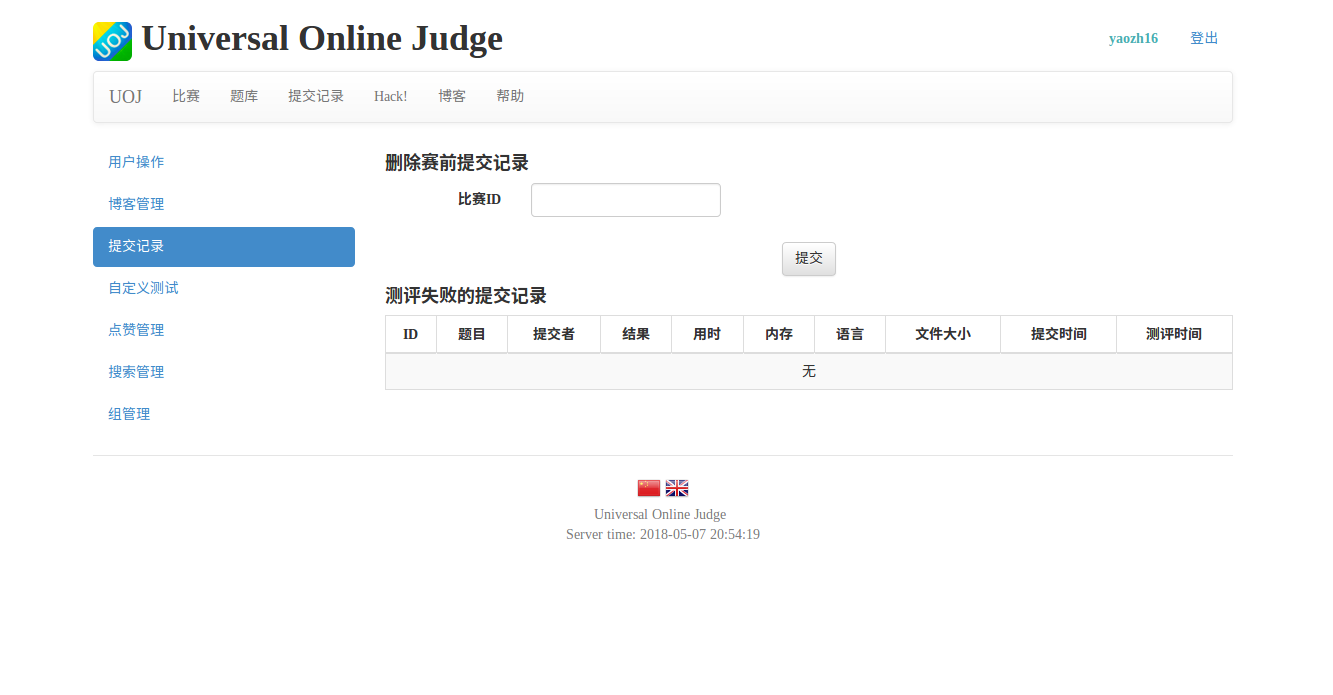 UOJ
Universal Online Judge
yaozh16 登出
UOJ 比赛 题库 提交记录 Hack! 博客 帮助
用户操作
博客管理
提交记录
自定义测试
点赞管理
搜索管理
组管理
删除赛前提交记录
比赛ID
提交
测评失败的提交记录
ID 题目 提交者 结果 用时 内存 语言 文件大小 提交时间 测评时间
无
Universal Online Judge
Server time: 2018-05-07 20:54:19